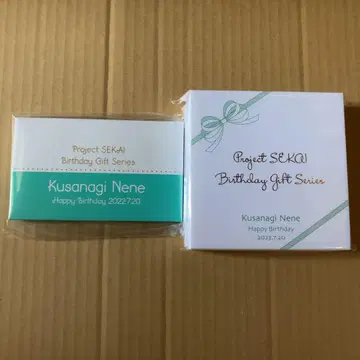 Project SEKAI
Birthday Gift Series
Kusanagi Nene
Happy Birthday 2022.7.20
Project SEKAI
Birthday Gift Series
Kusanagi Nene
Happy Birthday
2022.7.20